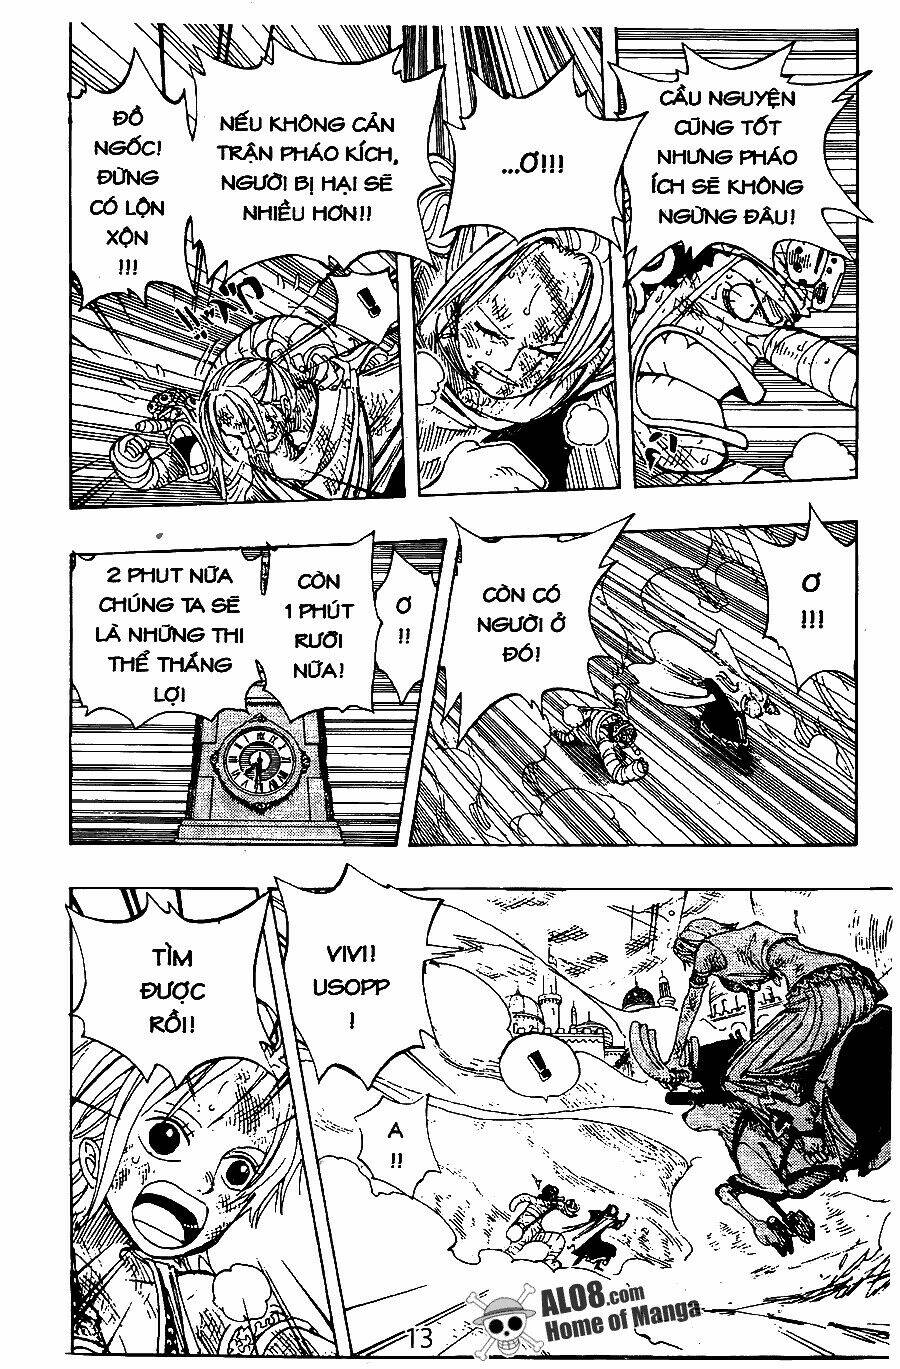 CẦU NGUYỆN
CŨNG TỐT
NHƯNG PHÁO
ÍCH SẼ KHÔNG
NGỪNG ĐÂU!
...Ơ!!!
NẾU KHÔNG CẢN
TRẬN PHÁO KÍCH,
NGƯỜI BỊ HẠI SẼ
NHIỀU HƠN!!
!
ĐỒ
NGỐC!
ĐỪNG
CÓ LỘN
XỘN
!!!
Ơ
!!!
CÒN CÓ
NGƯỜI Ở
ĐÓ!
Ơ
!!
CÒN
1 PHÚT
RƯỠI
NỮA!
2 PHUT NỮA
CHÚNG TA SẼ
LÀ NHỮNG THI
THỂ THẮNG
LỢI
VIVI!
USOPP
!
!
A
!!
TÌM
ĐƯỢC
RỒI!
13
ALO8.com
Home of Manga